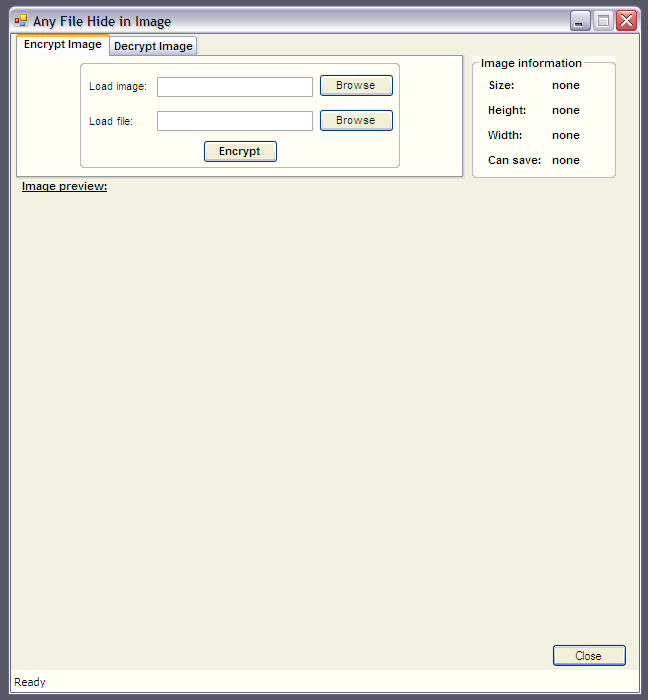 Any File Hide in Image
Encrypt Image
Decrypt Image
Load image:
Browse
Load file:
Browse
Encrypt
Image information
Size: none
Height: none
Width: none
Can save: none
Image preview:
Close
Ready